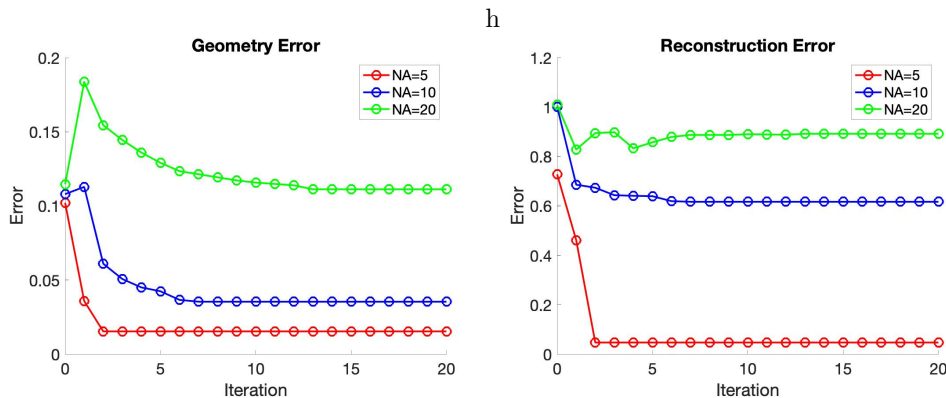 h
Geometry Error
0.2
0.15
0.1
0.05
0
Error
0 5 10 15 20
Iteration
NA=5
NA=10
NA=20
Reconstruction Error
1.2
1
0.8
0.6
0.4
0.2
0
Error
0 5 10 15 20
Iteration
NA=5
NA=10
NA=20